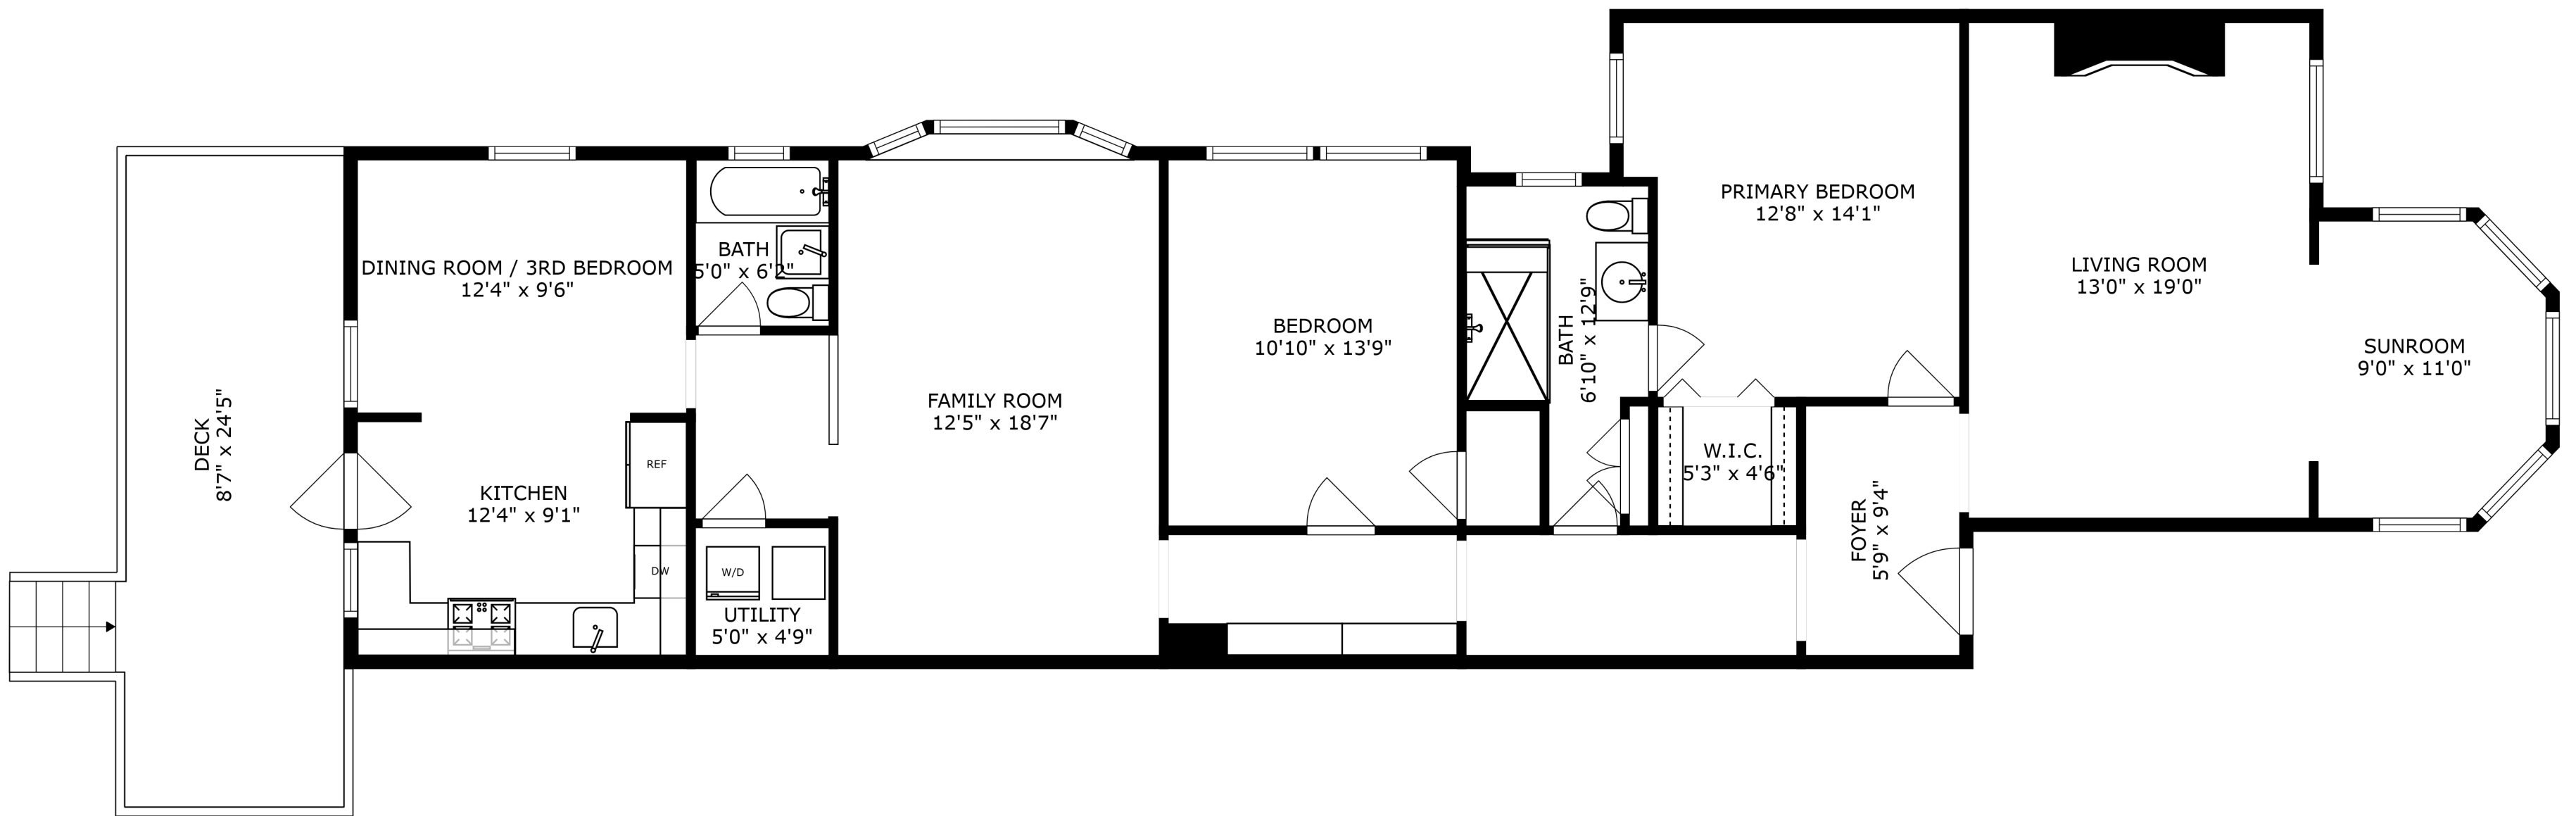 DECK
8'7" x 24'5"
DINING ROOM / 3RD BEDROOM
12'4" x 9'6"
KITCHEN
12'4" x 9'1"
REF
DW
BATH
5'0" x 6'2"
W/D
UTILITY
5'0" x 4'9"
FAMILY ROOM
12'5" x 18'7"
BEDROOM
10'10" x 13'9"
BATH
6'10" x 12'9"
PRIMARY BEDROOM
12'8" x 14'1"
W.I.C.
5'3" x 4'6"
FOYER
5'9" x 9'4"
LIVING ROOM
13'0" x 19'0"
SUNROOM
9'0" x 11'0"